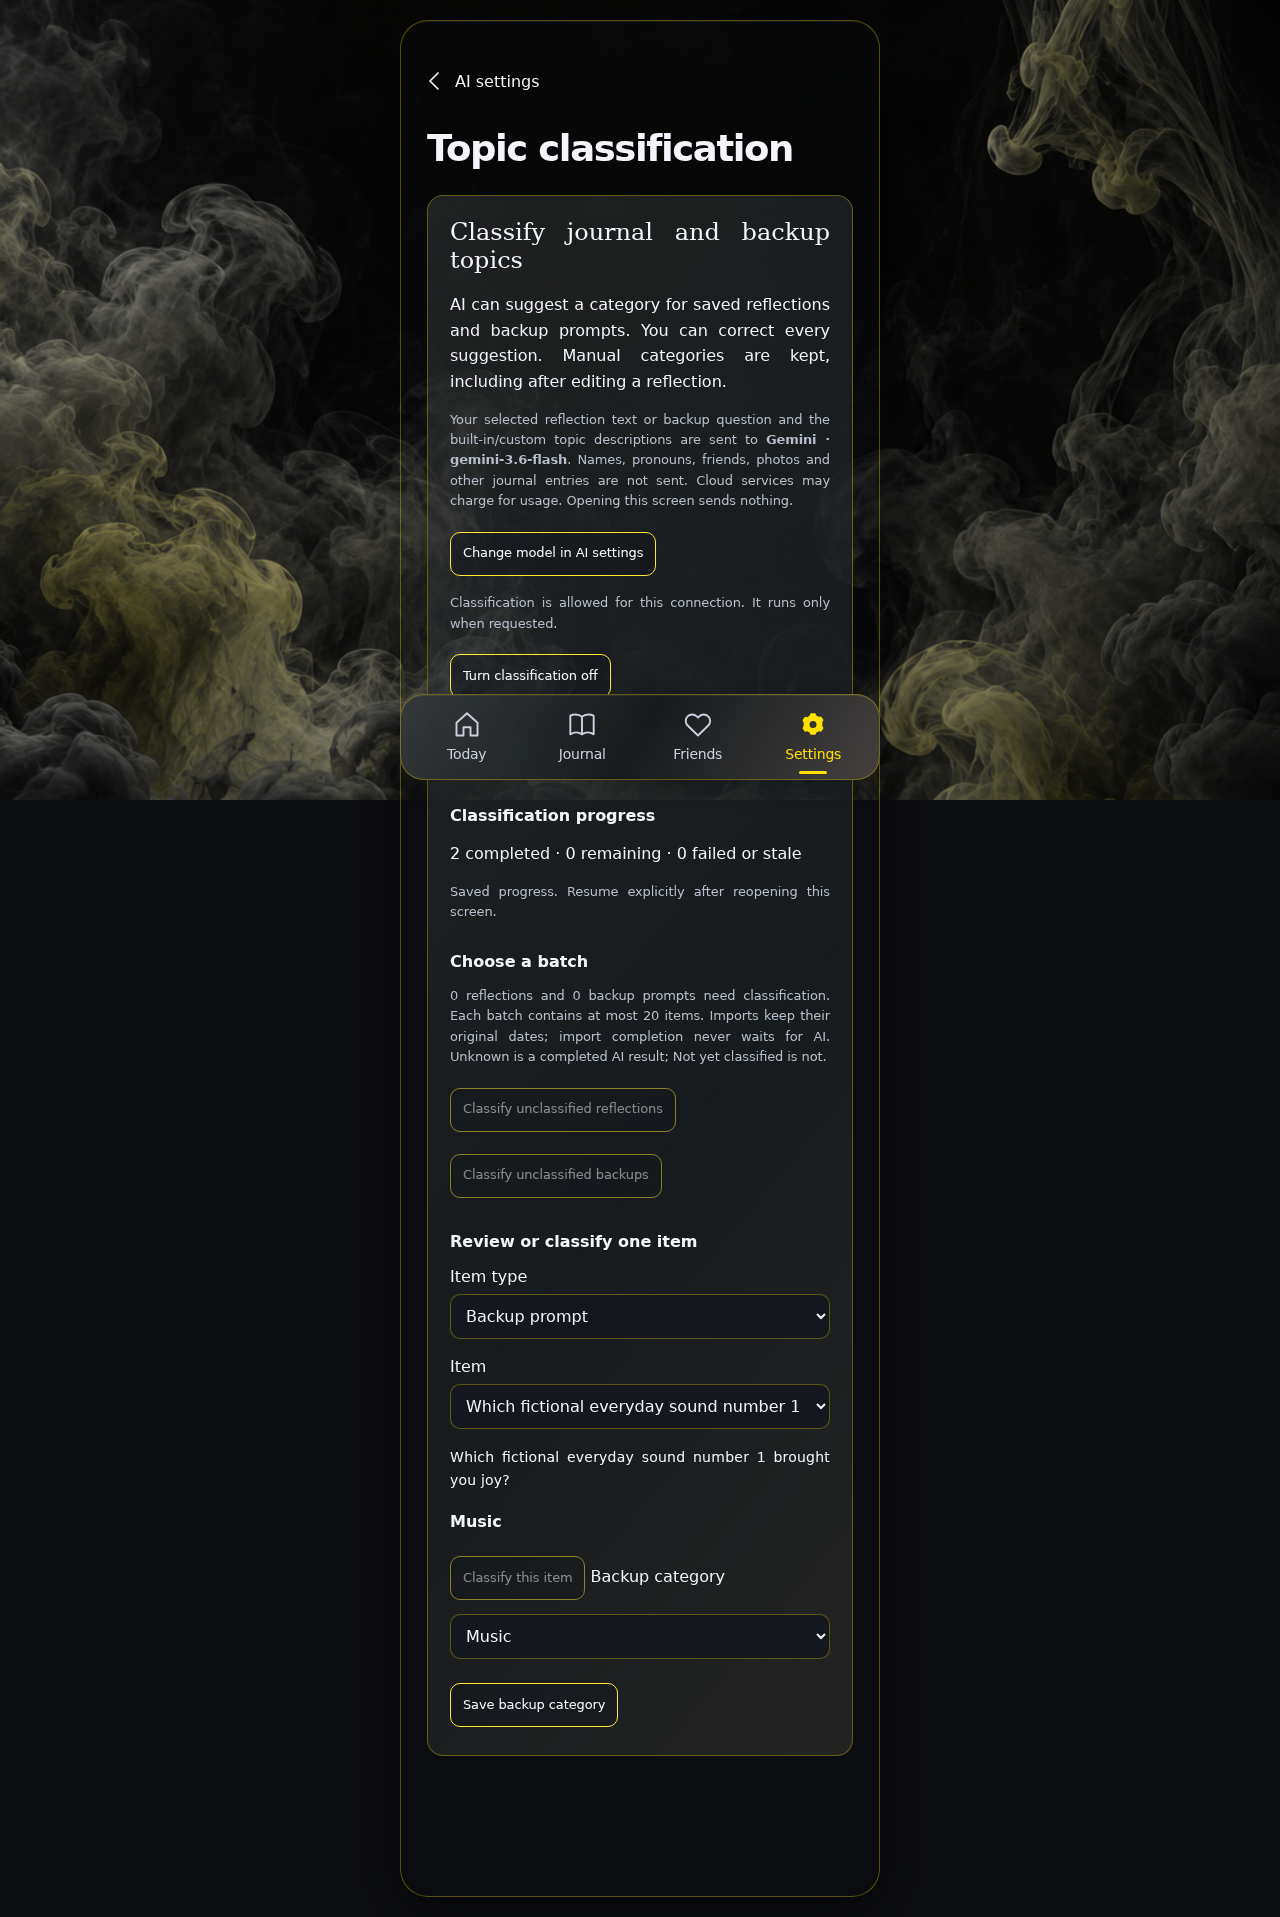 AI settings
Topic classification
Classify journal and backup
topics
AI can suggest a category for saved reflections
and backup prompts. You can correct every
suggestion. Manual categories are kept,
including after editing a reflection.
Your selected reflection text or backup question and the
built-in/custom topic descriptions are sent to Gemini ·
gemini-3.6-flash. Names, pronouns, friends, photos and
other journal entries are not sent. Cloud services may
charge for usage. Opening this screen sends nothing.
Change model in AI settings
Classification is allowed for this connection. It runs only
when requested.
Turn classification off
Today
Journal
Friends
Settings
Classification progress
2 completed · 0 remaining · 0 failed or stale
Saved progress. Resume explicitly after reopening this
screen.
Choose a batch
0 reflections and 0 backup prompts need classification.
Each batch contains at most 20 items. Imports keep their
original dates; import completion never waits for AI.
Unknown is a completed AI result; Not yet classified is not.
Classify unclassified reflections
Classify unclassified backups
Review or classify one item
Item type
Backup prompt
Item
Which fictional everyday sound number 1
Which fictional everyday sound number 1 brought
you joy?
Music
Classify this item Backup category
Music
Save backup category